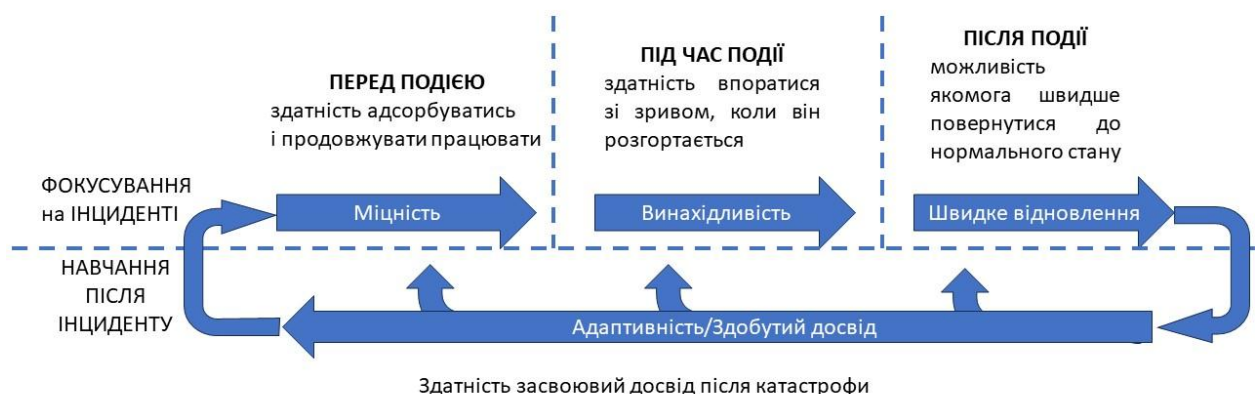 ПЕРЕД ПОДІЄЮ
здатність адсорбуватись
і продовжувати працювати
ПІД ЧАС ПОДІЇ
здатність впоратися
зі зривом, коли він
розгортається
ПІСЛЯ ПОДІЇ
можливість
якомога швидше
повернутися до
нормального стану
ФОКУСУВАННЯ
на ІНЦИДЕНТІ
Міцність
Винахідливість
Швидке відновлення
НАВЧАННЯ
ПІСЛЯ
ІНЦИДЕНТУ
Адаптивність/Здобутий досвід
Здатність засвоювий досвід після катастрофи